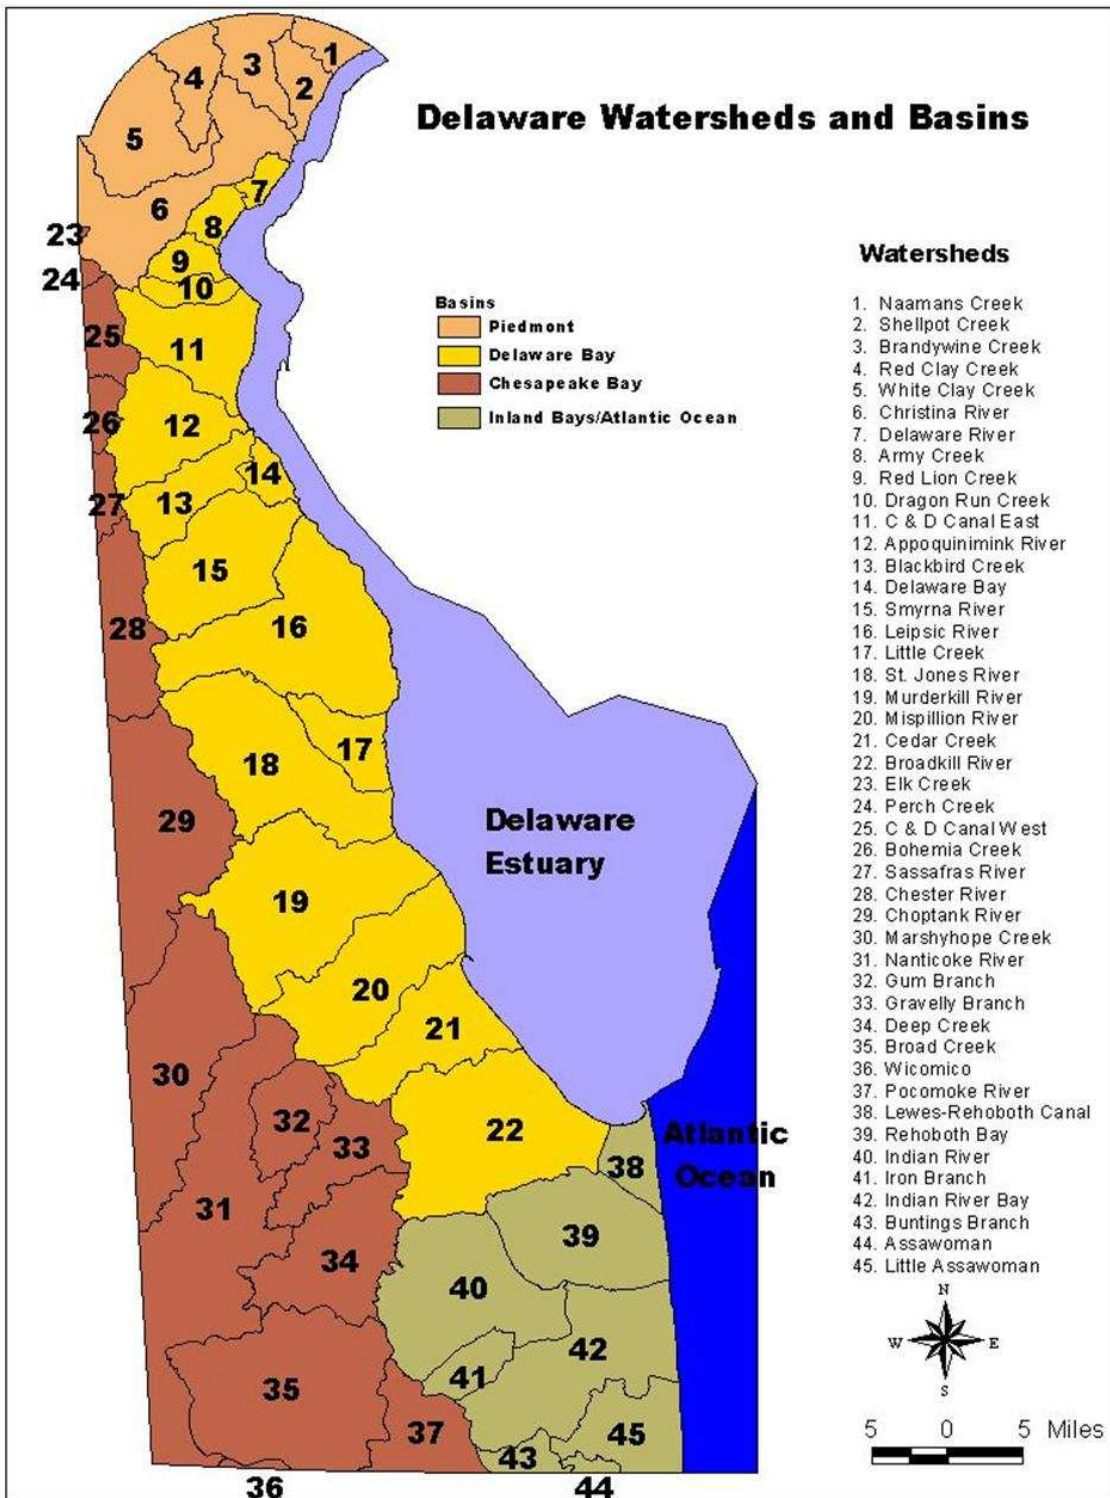 Delaware Watersheds and Basins
1
3
4
2
5
7
6
8
23
9
24
10
25
11
26
12
14
27
13
15
28
16
17
18
29
19
20
21
30
32
22
33
38
31
39
34
40
42
41
35
37
45
43
36
44
Delaware
Estuary
Atlantic
Ocean
Basins
Piedmont
Delaware Bay
Chesapeake Bay
Inland Bays/Atlantic Ocean
Watersheds
1. Naamans Creek
2. Shellpot Creek
3. Brandywine Creek
4. Red Clay Creek
5. White Clay Creek
6. Christina River
7. Delaware River
8. Army Creek
9. Red Lion Creek
10. Dragon Run Creek
11. C & D Canal East
12. Appoquinimink River
13. Blackbird Creek
14. Delaware Bay
15. Smyrna River
16. Leipsic River
17. Little Creek
18. St. Jones River
19. Murderkill River
20. Mispillion River
21. Cedar Creek
22. Broadkill River
23. Elk Creek
24. Perch Creek
25. C & D Canal West
26. Bohemia Creek
27. Sassafras River
28. Chester River
29. Choptank River
30. Marshyhope Creek
31. Nanticoke River
32. Gum Branch
33. Gravelly Branch
34. Deep Creek
35. Broad Creek
36. Wicomico
37. Pocomoke River
38. Lewes-Rehoboth Canal
39. Rehoboth Bay
40. Indian River
41. Iron Branch
42. Indian River Bay
43. Buntings Branch
44. Assawoman
45. Little Assawoman
N
W E
S
5 0 5 Miles